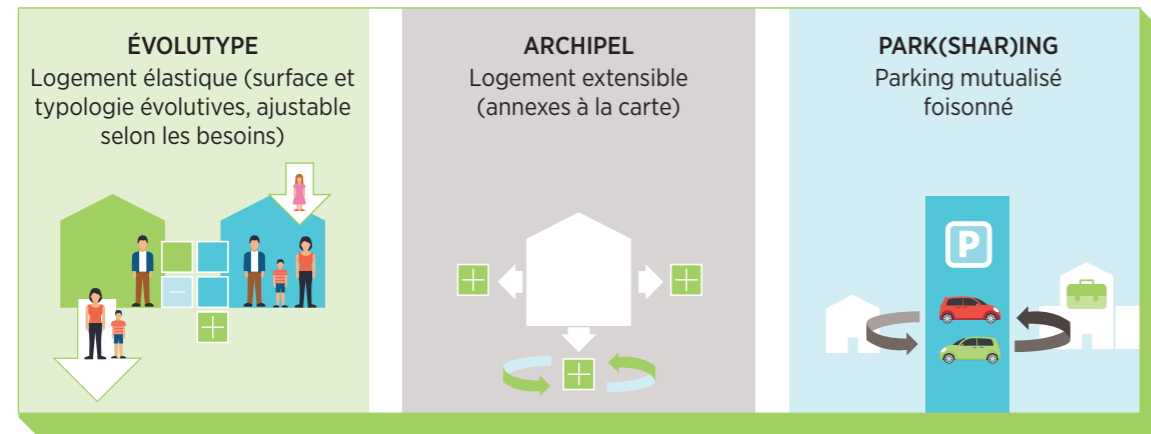 ÉVOLUTYPE
Logement élastique (surface et
typologie évolutives, ajustable
selon les besoins)
ARCHIPEL
Logement extensible
(annexes à la carte)
PARK(SHAR)ING
Parking mutualisé
foisonné
P